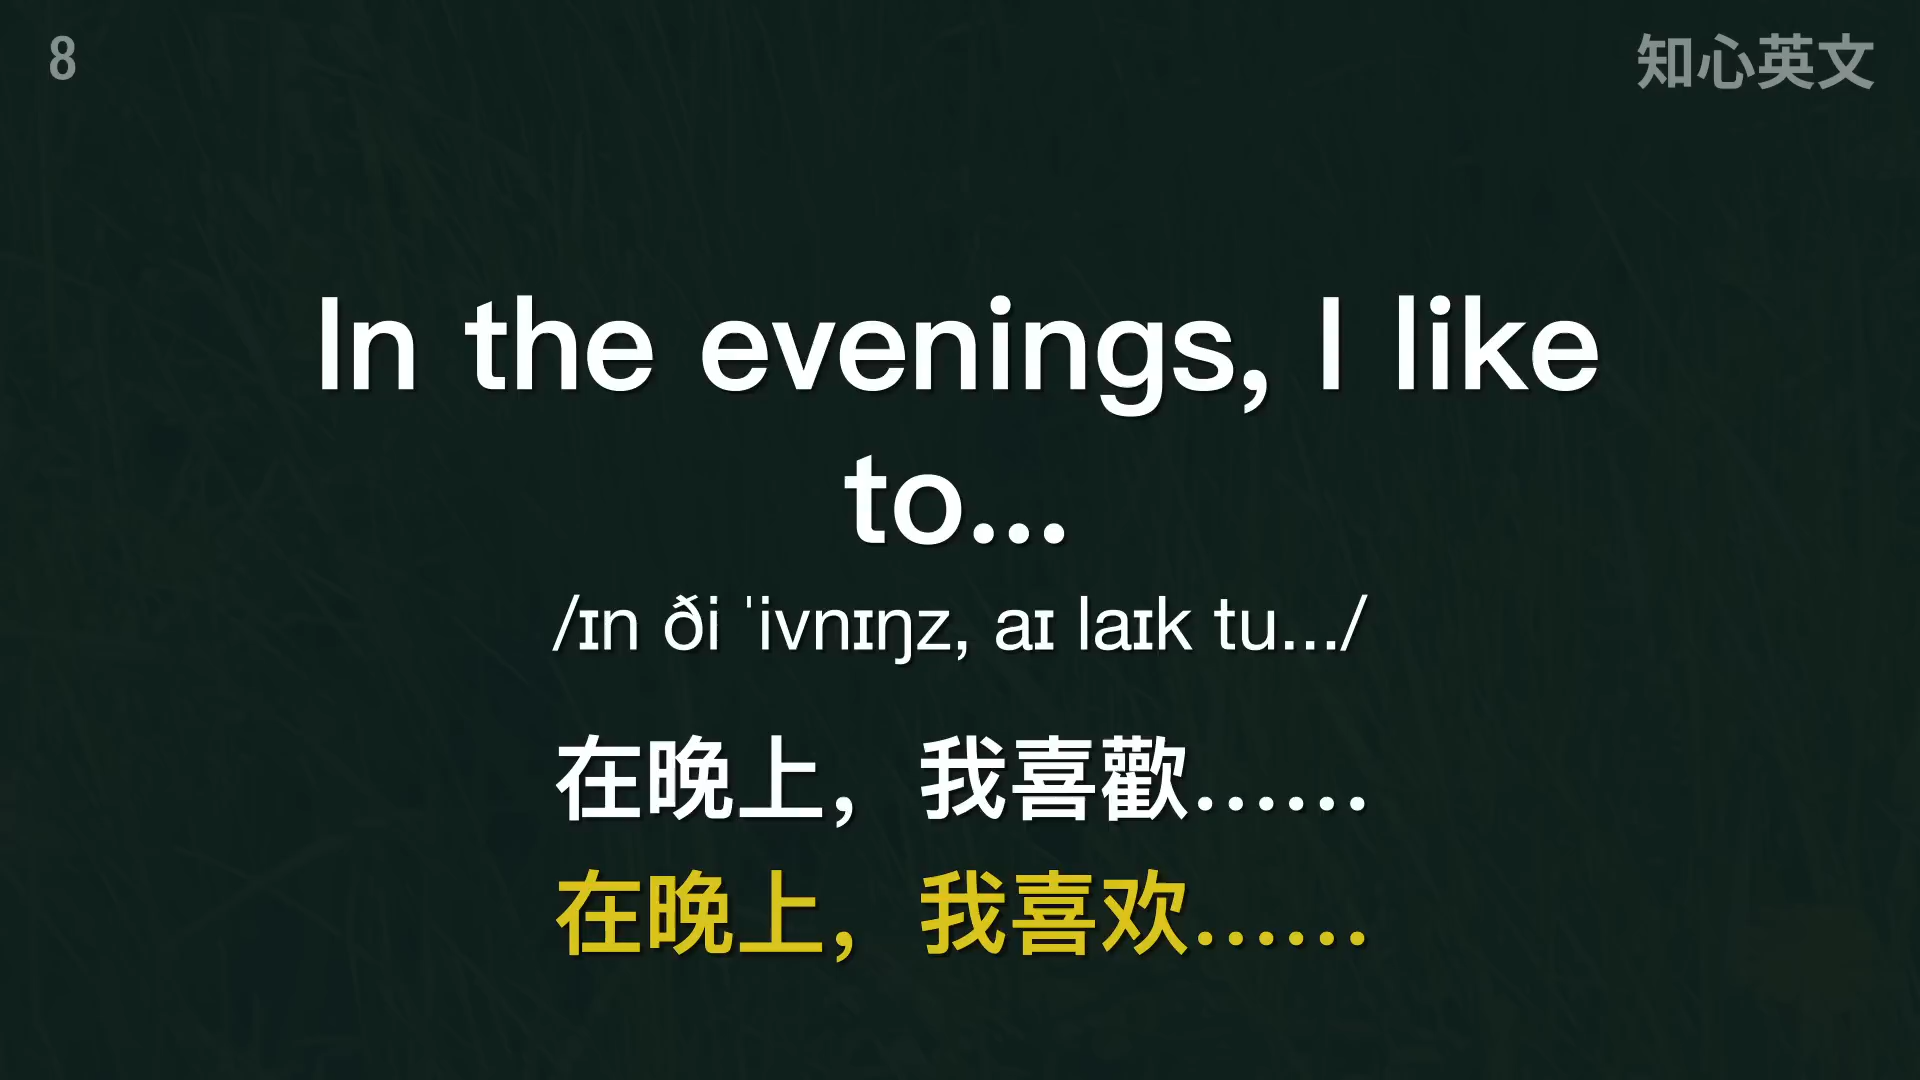 8
知心英文
In the evenings, I like
to...
/ɪn ði ˈivnɪŋz, aɪ laɪk tu.../
在晚上，我喜歡……
在晚上，我喜欢……